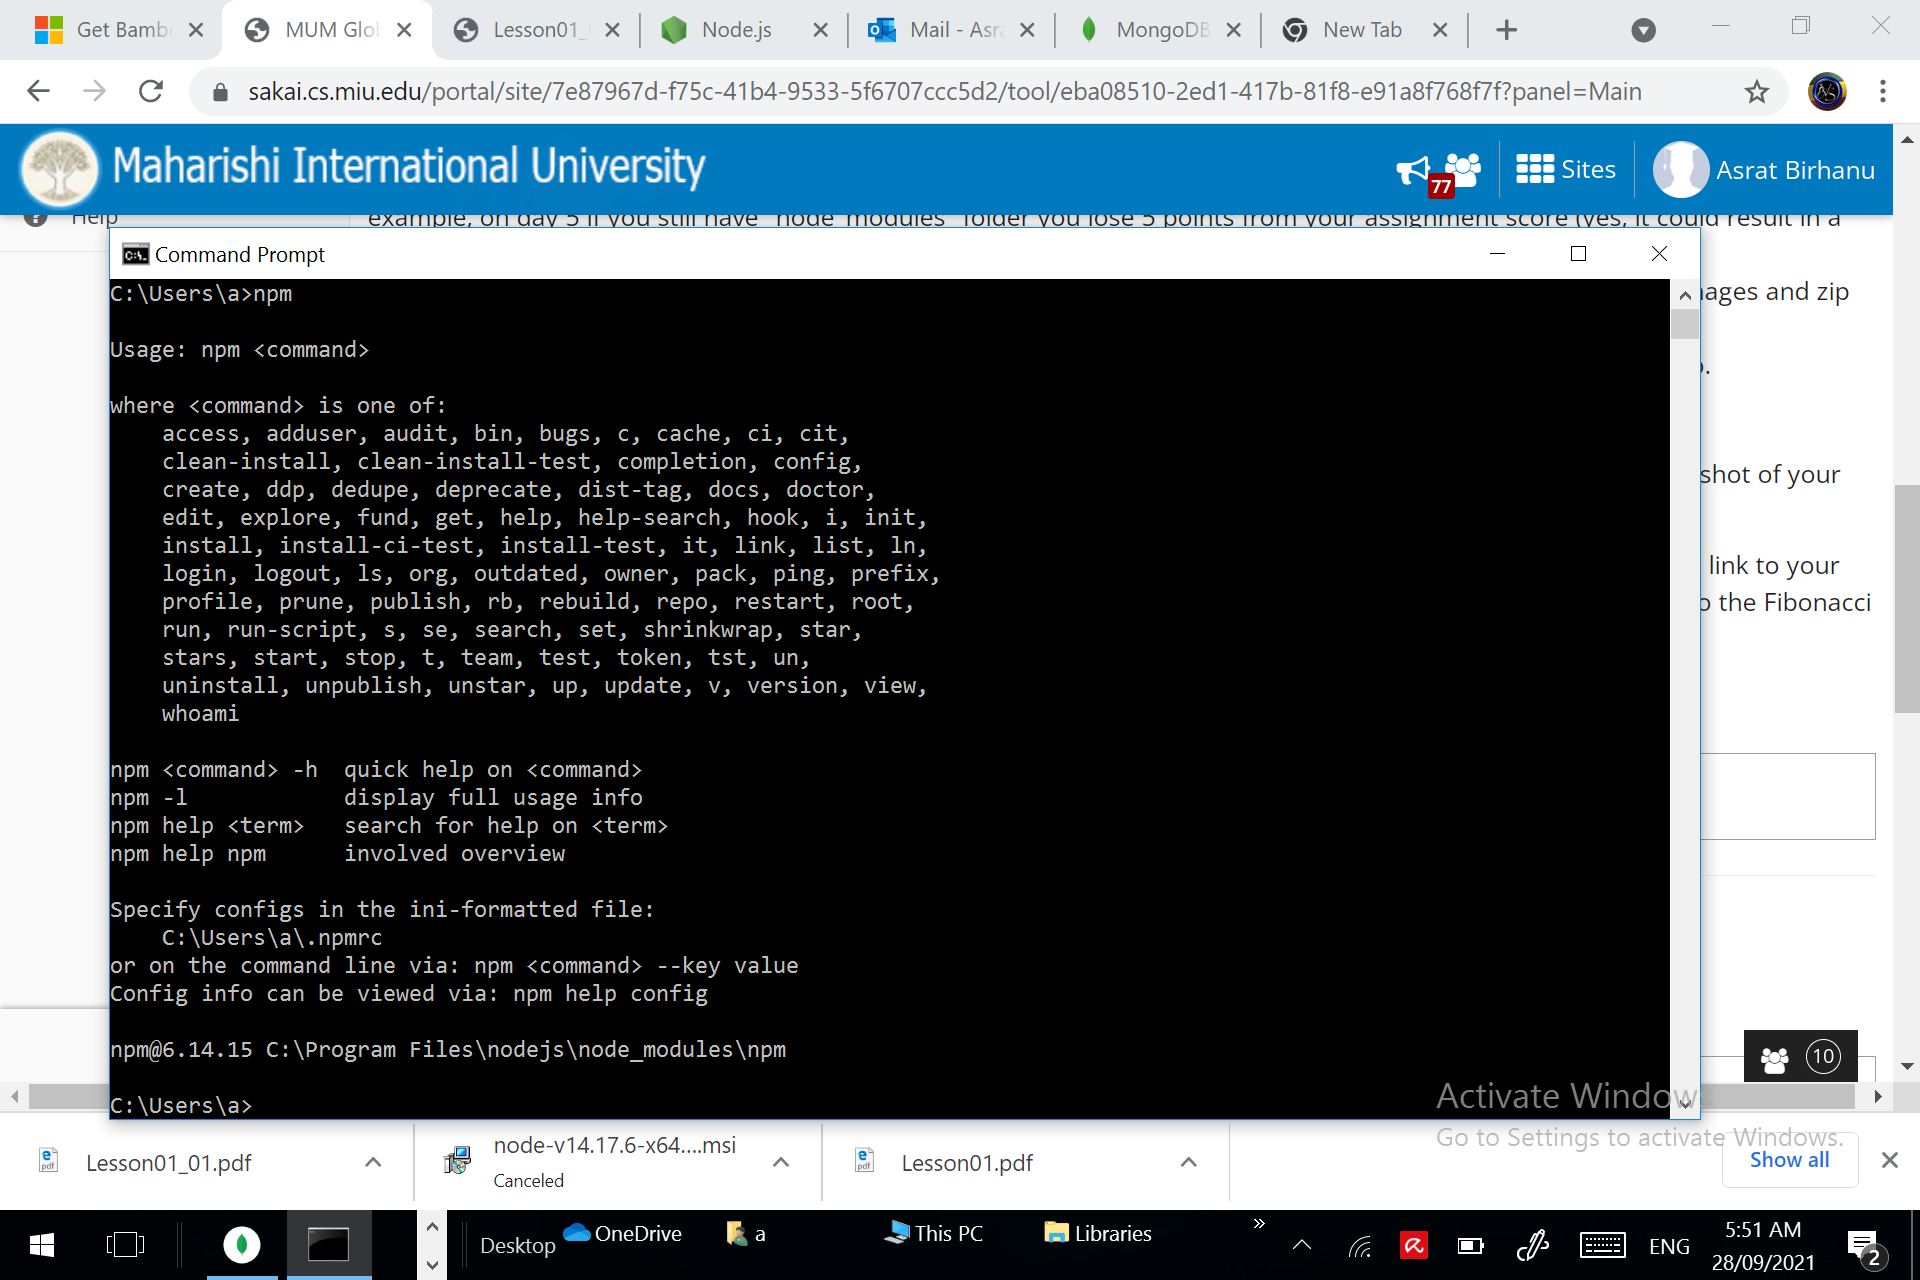 Get Bamb
MUM Glo
Lesson01_
Node.js
Mail - Asr
MongoDB
New Tab
sakai.cs.miu.edu/portal/site/7e87967d-f75c-41b4-9533-5f6707ccc5d2/tool/eba08510-2ed1-417b-81f8-e91a8f768f7f?panel=Main
Maharishi International University
77
Sites
Asrat Birhanu
Help
example, on day 5 if you still have "node_modules" folder you lose 5 points from your assignment score (yes, it could result in a
Command Prompt
C:\Users\a>npm
ages and zip
Usage: npm <command>
where <command> is one of:
access, adduser, audit, bin, bugs, c, cache, ci, cit,
clean-install, clean-install-test, completion, config,
create, ddp, dedupe, deprecate, dist-tag, docs, doctor,
edit, explore, fund, get, help, help-search, hook, i, init,
install, install-ci-test, install-test, it, link, list, ln,
login, logout, ls, org, outdated, owner, pack, ping, prefix,
profile, prune, publish, rb, rebuild, repo, restart, root,
run, run-script, s, se, search, set, shrinkwrap, star,
stars, start, stop, t, team, test, token, tst, un,
uninstall, unpublish, unstar, up, update, v, version, view,
whoami
shot of your
link to your
the Fibonacci
npm <command> -h  quick help on <command>
npm -l            display full usage info
npm help <term>   search for help on <term>
npm help npm      involved overview
Specify configs in the ini-formatted file:
C:\Users\a\.npmrc
or on the command line via: npm <command> --key value
Config info can be viewed via: npm help config
npm@6.14.15 C:\Program Files\nodejs\node_modules\npm
C:\Users\a>
10
Activate Windows
Go to Settings to activate Windows.
Lesson01_01.pdf
node-v14.17.6-x64....msi
Canceled
Lesson01.pdf
Show all
Desktop
OneDrive
a
This PC
Libraries
»
ENG
5:51 AM
28/09/2021
2